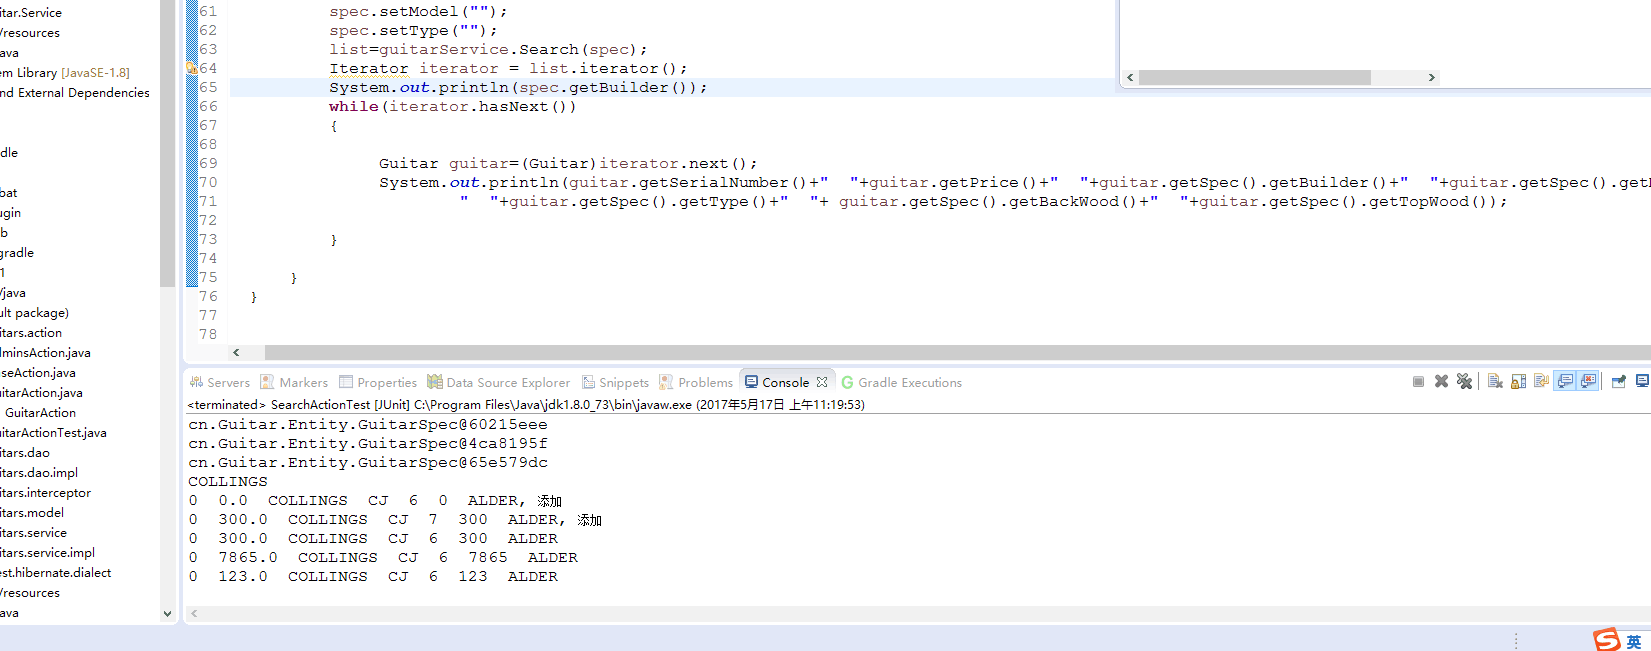 itar.Service
/resources
ava
em Library [JavaSE-1.8]
nd External Dependencies
dle
bat
ugin
b
gradle
1
/java
ult package)
itars.action
dminsAction.java
aseAction.java
uitarAction.java
GuitarAction
uitarActionTest.java
itars.dao
itars.dao.impl
itars.interceptor
itars.model
itars.service
itars.service.impl
est.hibernate.dialect
/resources
ava
61 spec.setModel("");
62 spec.setType("");
63 list=guitarService.Search(spec);
64 Iterator iterator = list.iterator();
65 System.out.println(spec.getBuilder());
66 while(iterator.hasNext())
67 {
68
69 Guitar guitar=(Guitar)iterator.next();
70 System.out.println(guitar.getSerialNumber()+"  "+guitar.getPrice()+"  "+guitar.getSpec().getBuilder()+"  "+guitar.getSpec().get
71 "  "+guitar.getSpec().getType()+"  "+ guitar.getSpec().getBackWood()+"  "+guitar.getSpec().getTopWood());
72
73 }
74
75 }
76 }
77
78
Servers Markers Properties Data Source Explorer Snippets Problems Console Gradle Executions
<terminated> SearchActionTest [JUnit] C:\Program Files\Java\jdk1.8.0_73\bin\javaw.exe (2017年5月17日 上午11:19:53)
cn.Guitar.Entity.GuitarSpec@60215eee
cn.Guitar.Entity.GuitarSpec@4ca8195f
cn.Guitar.Entity.GuitarSpec@65e579dc
COLLINGS
0  0.0  COLLINGS  CJ  6  0  ALDER, 添加
0  300.0  COLLINGS  CJ  7  300  ALDER, 添加
0  300.0  COLLINGS  CJ  6  300  ALDER
0  7865.0  COLLINGS  CJ  6  7865  ALDER
0  123.0  COLLINGS  CJ  6  123  ALDER
英